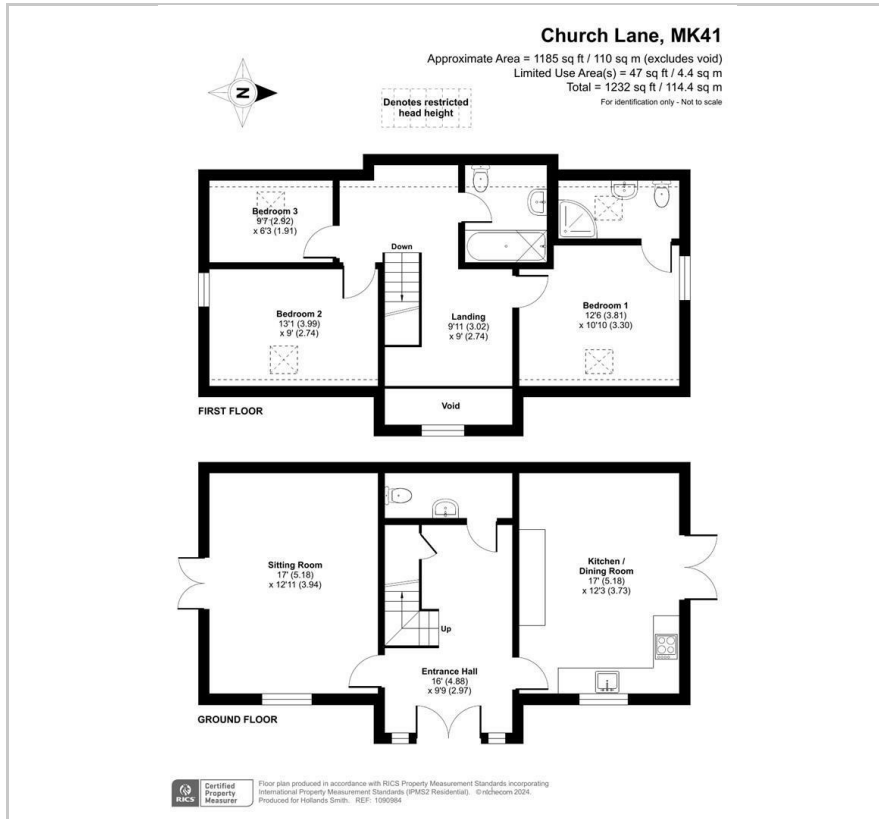 Church Lane, MK41
Approximate Area = 1185 sq ft / 110 sq m (excludes void)
Limited Use Area(s) = 47 sq ft / 4.4 sq m
Total = 1232 sq ft / 114.4 sq m
For identification only - Not to scale
N
Denotes restricted
head height
Bedroom 3
9'7 (2.92)
x 6'3 (1.91)
Down
Bedroom 2
13'1 (3.99)
x 9' (2.74)
Landing
9'11 (3.02)
x 9' (2.74)
Bedroom 1
12'6 (3.81)
x 10'10 (3.30)
Void
FIRST FLOOR
Sitting Room
17' (5.18)
x 12'11 (3.94)
Kitchen /
Dining Room
17' (5.18)
x 12'3 (3.73)
Up
Entrance Hall
16' (4.88)
x 9'9 (2.97)
GROUND FLOOR
RICS
Certified
Property
Measurer
Floor plan produced in accordance with RICS Property Measurement Standards incorporating
International Property Measurement Standards (IPMS2 Residential). © ntchecom 2024.
Produced for Hollands Smith. REF: 1090984